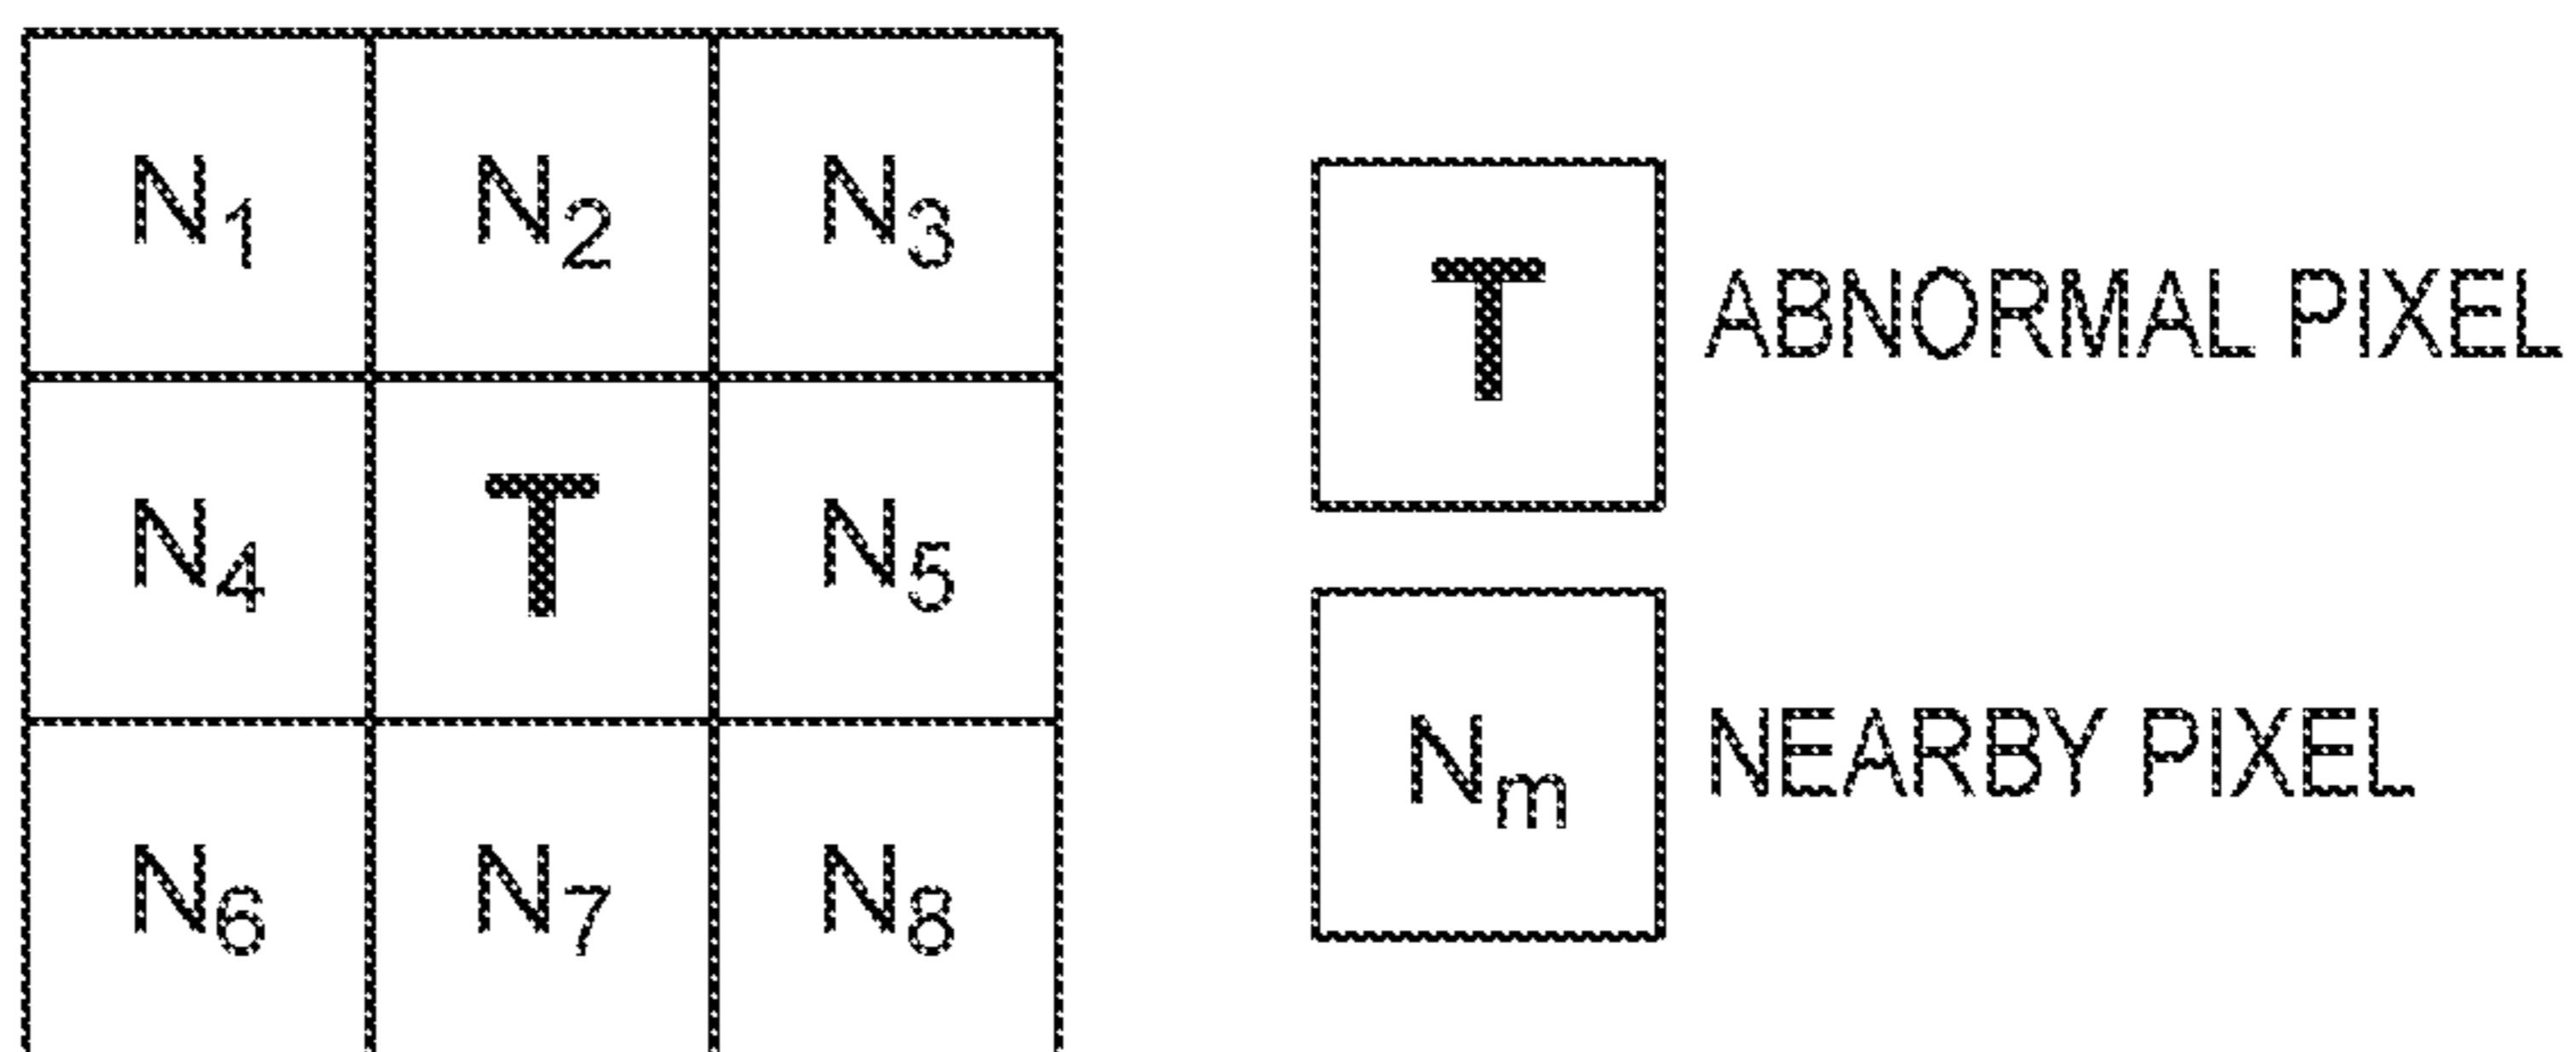 N₁ N₂ N₃
N₄ T N₅
N₆ N₇ N₈
T ABNORMAL PIXEL
Nₘ NEARBY PIXEL